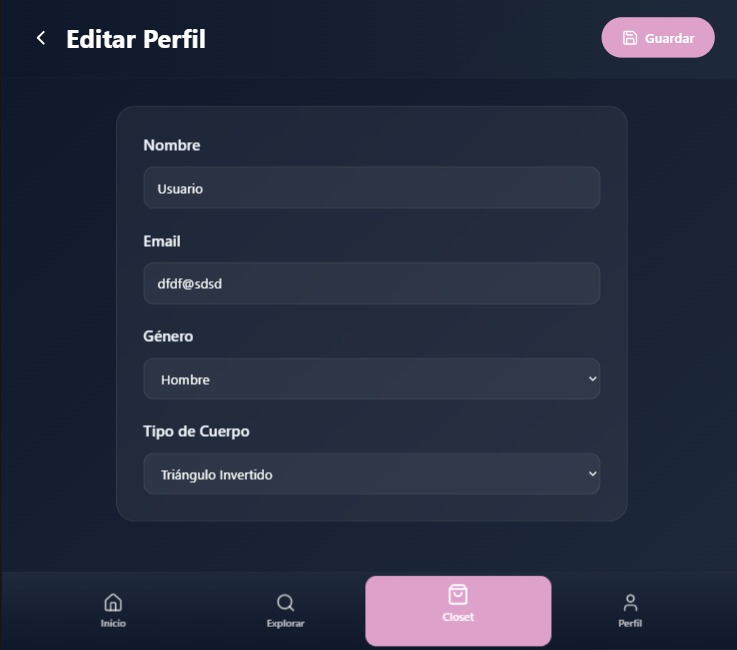 Editar Perfil
Guardar
Nombre
Usuario
Email
dfdf@sdsd
Género
Hombre
Tipo de Cuerpo
Triángulo Invertido
Inicio
Explorar
Closet
Perfil